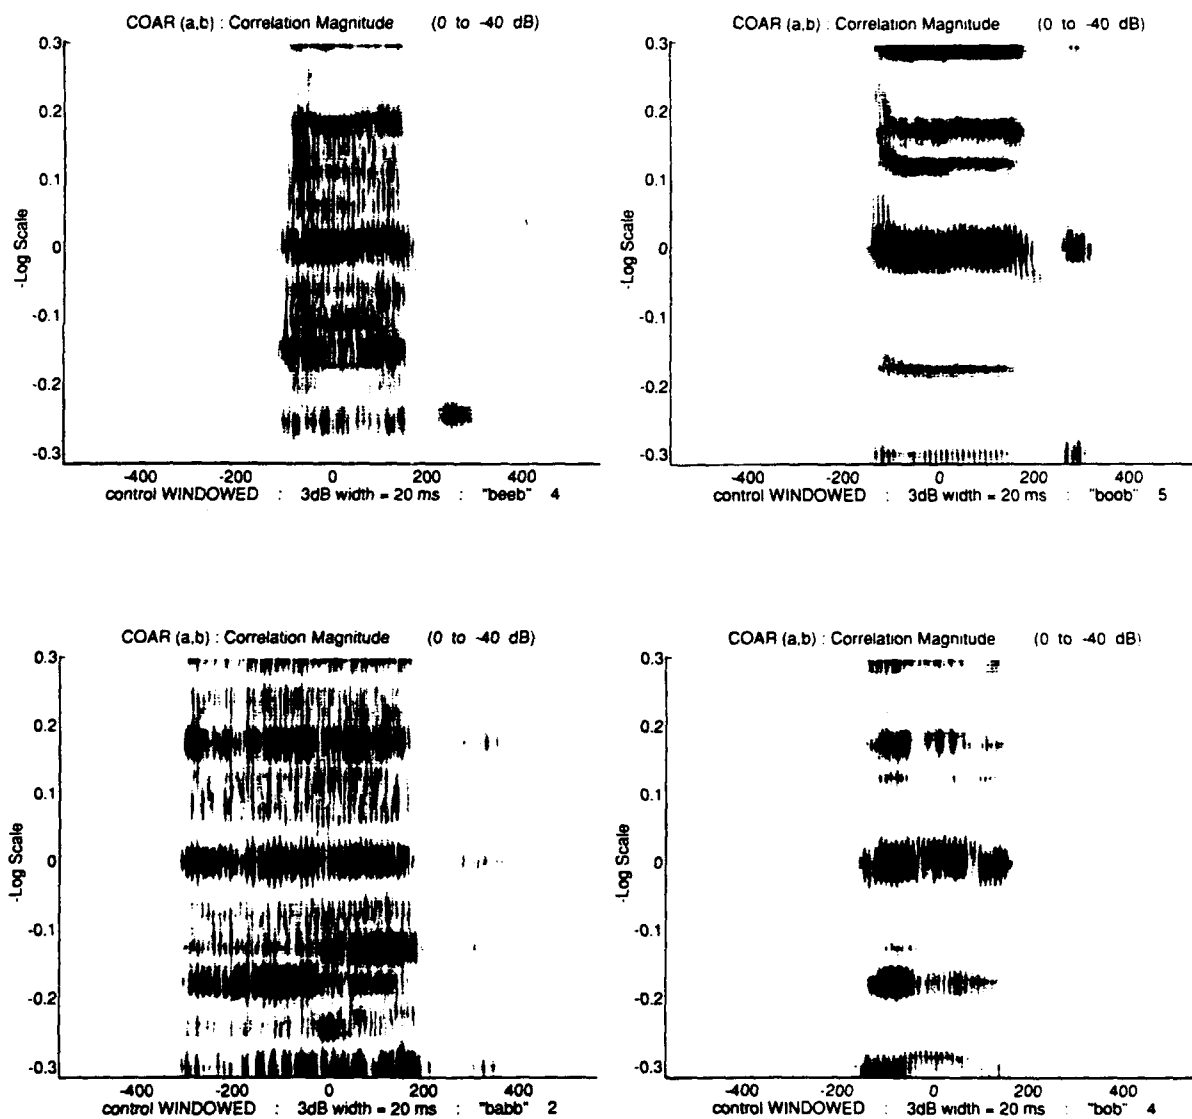 COAR (a,b) : Correlation Magnitude (0 to -40 dB)
0.3
0.2
0.1
0
-0.1
-0.2
-0.3
-Log Scale
-400 -200 0 200 400
control WINDOWED : 3dB width = 20 ms : "beeb" 4
COAR (a,b) : Correlation Magnitude (0 to -40 dB)
0.3
0.2
0.1
0
-0.1
-0.2
-0.3
-Log Scale
-400 -200 0 200 400
control WINDOWED : 3dB width = 20 ms : "boob" 5
COAR (a,b) : Correlation Magnitude (0 to -40 dB)
0.3
0.2
0.1
0
-0.1
-0.2
-0.3
-Log Scale
-400 -200 0 200 400
control WINDOWED : 3dB width = 20 ms : "babb" 2
COAR (a,b) : Correlation Magnitude (0 to -40 dB)
0.3
0.2
0.1
0
-0.1
-0.2
-0.3
-Log Scale
-400 -200 0 200 400
control WINDOWED : 3dB width = 20 ms : "bob" 4